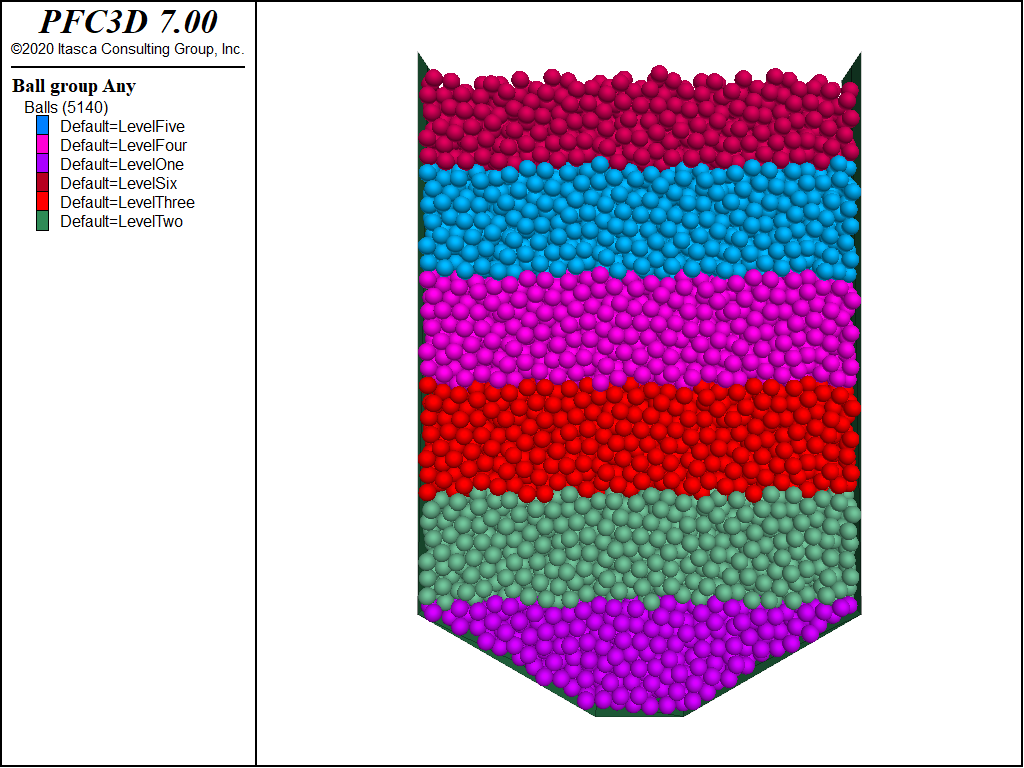 PFC3D 7.00
©2020 Itasca Consulting Group, Inc.
Ball group Any
Balls (5140)
Default=LevelFive
Default=LevelFour
Default=LevelOne
Default=LevelSix
Default=LevelThree
Default=LevelTwo